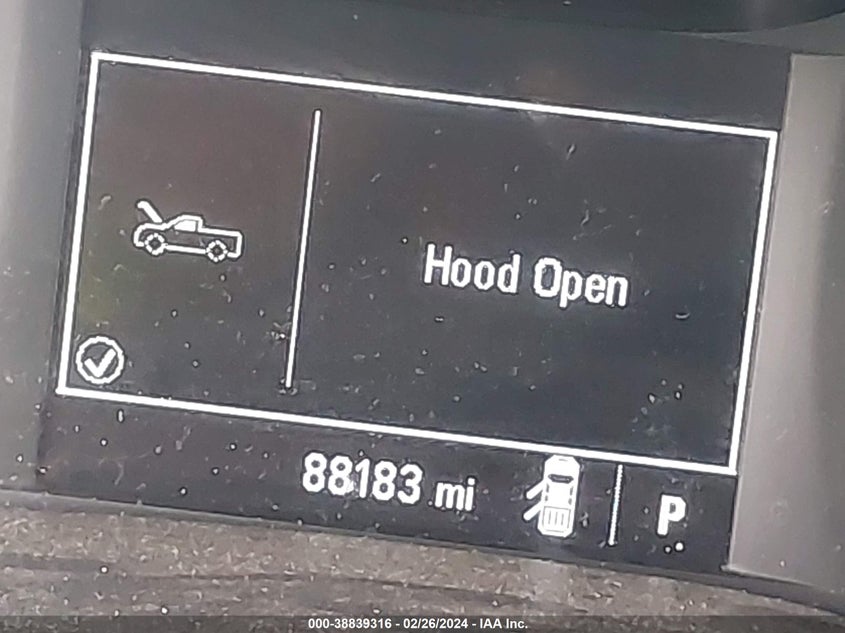 Hood Open
88183 mi
P
000-38839316 - 02/26/2024 - IAA Inc.